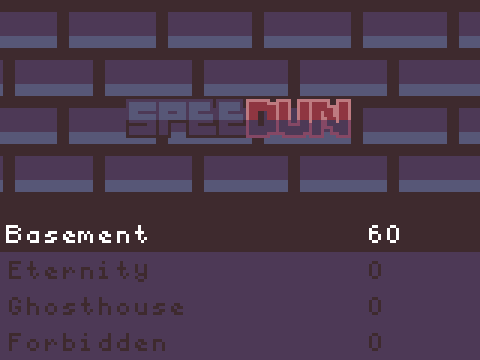 SPEEDUN
Basement 60
Eternity 0
Ghosthouse 0
Forbidden 0